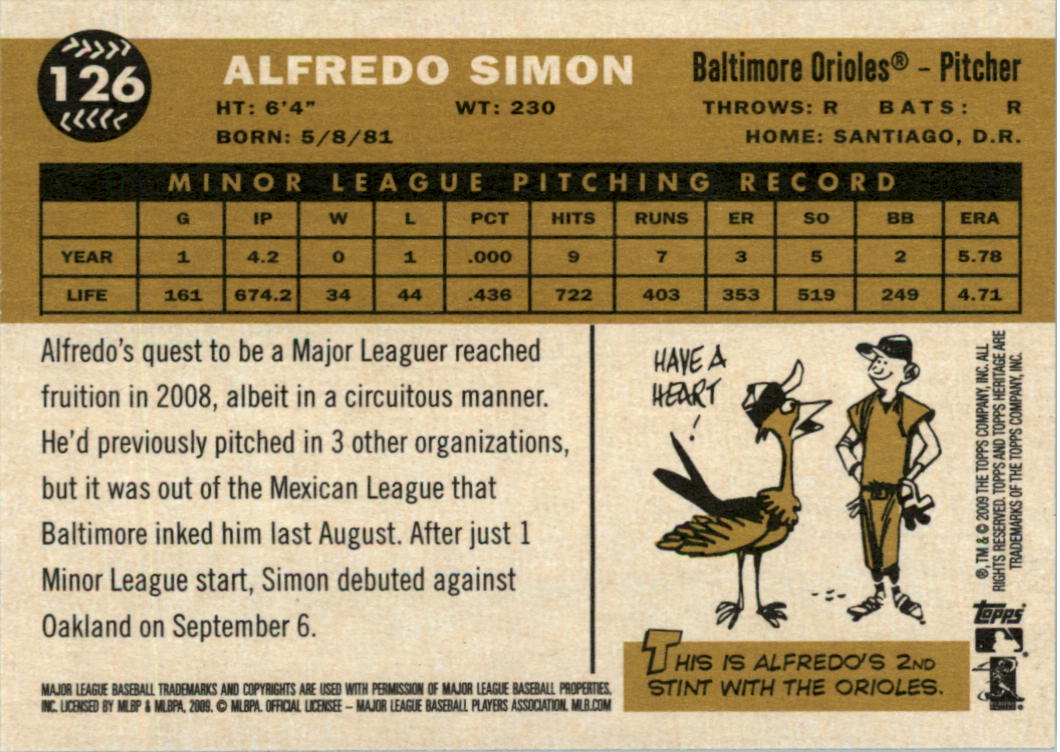 126
ALFREDO SIMON
Baltimore Orioles® – Pitcher
HT: 6'4" WT: 230 THROWS: R BATS: R
BORN: 5/8/81 HOME: SANTIAGO, D.R.
MINOR LEAGUE PITCHING RECORD
G IP W L PCT HITS RUNS ER SO BB ERA
YEAR 1 4.2 0 1 .000 9 7 3 5 2 5.78
LIFE 161 674.2 34 44 .436 722 403 353 519 249 4.71
Alfredo's quest to be a Major Leaguer reached
fruition in 2008, albeit in a circuitous manner.
He'd previously pitched in 3 other organizations,
but it was out of the Mexican League that
Baltimore inked him last August. After just 1
Minor League start, Simon debuted against
Oakland on September 6.
HAVE A
HEART
!
THIS IS ALFREDO'S 2ND
STINT WITH THE ORIOLES.
®, TM & © 2009 THE TOPPS COMPANY, INC. ALL
RIGHTS RESERVED. TOPPS AND TOPPS HERITAGE ARE
TRADEMARKS OF THE TOPPS COMPANY, INC.
Topps
MAJOR LEAGUE BASEBALL TRADEMARKS AND COPYRIGHTS ARE USED WITH PERMISSION OF MAJOR LEAGUE BASEBALL PROPERTIES,
INC. LICENSED BY MLBP & MLBPA, 2009. © MLBPA. OFFICIAL LICENSEE – MAJOR LEAGUE BASEBALL PLAYERS ASSOCIATION. MLB.COM